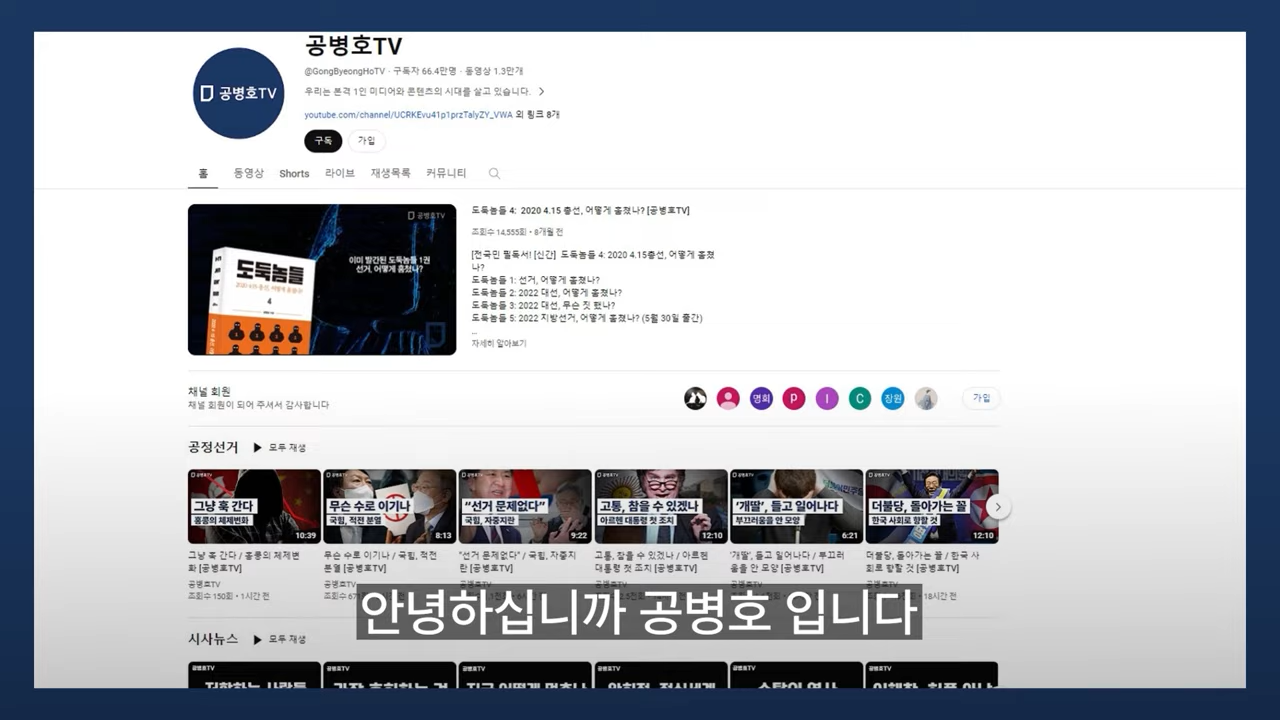 공병호TV
공병호TV
@GongByeongHoTV · 구독자 66.4만명 · 동영상 1.3만개
우리는 본격 1인 미디어와 콘텐츠의 시대를 살고 있습니다.
youtube.com/channel/UCRKEvu41p1przTalyZY_VWA 외 링크 8개
구독
가입
홈 동영상 Shorts 라이브 재생목록 커뮤니티
공병호TV
이미 발간된 도둑놈들 1권
선거, 어떻게 훔쳤나?
도둑놈들
4
도둑놈들 4: 2020 4.15 총선, 어떻게 훔쳤나? [공병호TV]
조회수 14,555회 · 8개월 전
[전국민 필독서! [신간] 도둑놈들 4: 2020 4.15총선, 어떻게 훔쳤
나?
도둑놈들 1: 선거, 어떻게 훔쳤나?
도둑놈들 2: 2022 대선, 어떻게 훔쳤나?
도둑놈들 3: 2022 대선, 무슨 짓 했나?
도둑놈들 5: 2022 지방선거, 어떻게 훔쳤나? (5월 30일 출간)
...
자세히 알아보기
채널 회원
채널 회원이 되어 주셔서 감사합니다
명희 P I C 장원
가입
공정선거 모두 재생
그냥 훅 간다
홍콩의 체제변화
10:39
무슨 수로 이기나
국힘, 적전 분열
8:13
"선거 문제없다"
국힘, 자중지란
9:22
고통, 참을 수 있겠나
아르헨 대통령 첫 조치
12:10
'개딸', 들고 일어나다
부끄러움을 안 모양
6:21
더불당, 돌아가는 꼴
한국 사회로 향할 것
12:10
그냥 훅 간다 / 홍콩의 체제변
화 [공병호TV]
공병호TV
조회수 150회 · 1시간 전
무슨 수로 이기나 / 국힘, 적전
분열 [공병호TV]
공병호TV
"선거 문제없다" / 국힘, 자중지
란 [공병호TV]
고통, 참을 수 있겠나 / 아르헨
대통령 첫 조치 [공병호TV]
'개딸', 들고 일어나다 / 부끄러
움을 안 모양 [공병호TV]
더불당, 돌아가는 꼴 / 한국 사
회로 향할 것 [공병호TV]
18시간 전
안녕하십니까 공병호 입니다
시사뉴스 모두 재생